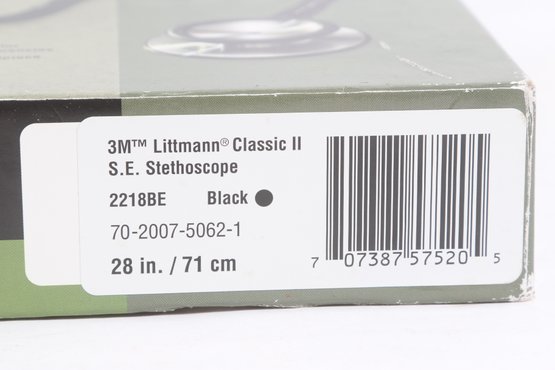 3M™ Littmann® Classic II
S.E. Stethoscope
2218BE Black
70-2007-5062-1
28 in. / 71 cm
7 07387 57520 5